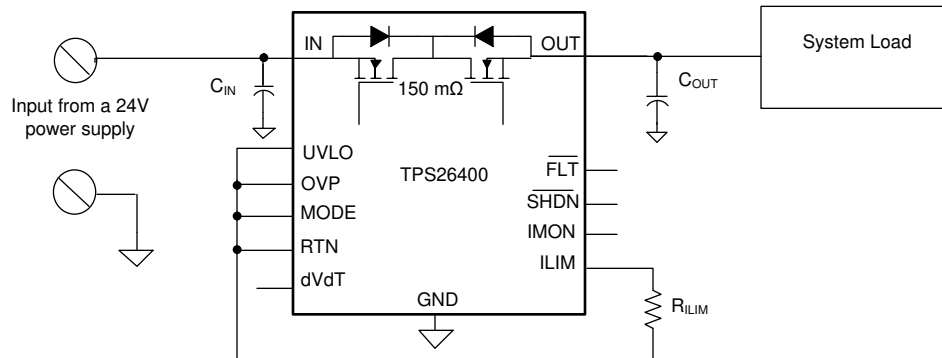 IN
OUT
System Load
C_IN
150 mΩ
C_OUT
Input from a 24V
power supply
UVLO
TPS26400
FLT
OVP
SHDN
MODE
IMON
RTN
ILIM
dVdT
GND
R_ILIM